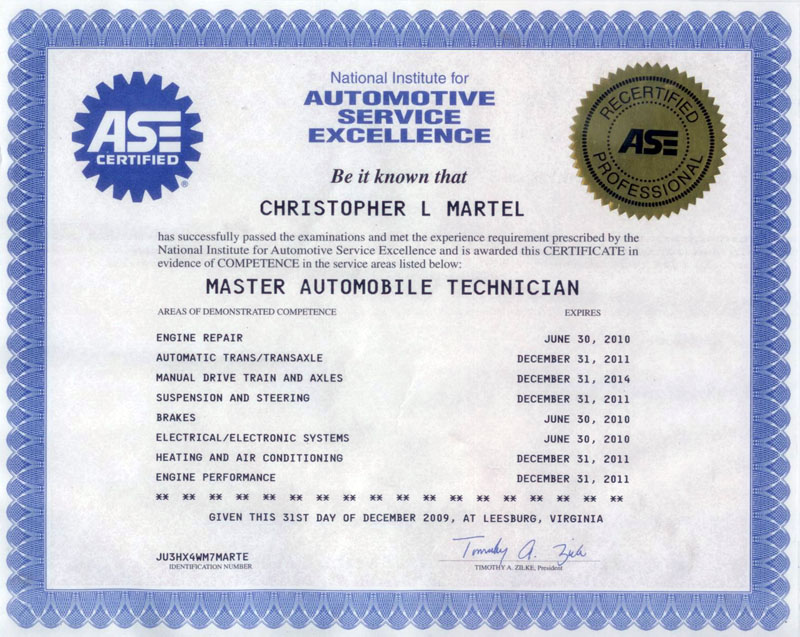 National Institute for
AUTOMOTIVE
SERVICE
EXCELLENCE
ASE
CERTIFIED
®
RECERTIFIED
ASE
PROFESSIONAL
Be it known that
CHRISTOPHER L MARTEL
has successfully passed the examinations and met the experience requirement prescribed by the
National Institute for Automotive Service Excellence and is awarded this CERTIFICATE in
evidence of COMPETENCE in the service areas listed below:
MASTER AUTOMOBILE TECHNICIAN
AREAS OF DEMONSTRATED COMPETENCE EXPIRES
ENGINE REPAIR JUNE 30, 2010
AUTOMATIC TRANS/TRANSAXLE DECEMBER 31, 2011
MANUAL DRIVE TRAIN AND AXLES DECEMBER 31, 2014
SUSPENSION AND STEERING DECEMBER 31, 2011
BRAKES JUNE 30, 2010
ELECTRICAL/ELECTRONIC SYSTEMS JUNE 30, 2010
HEATING AND AIR CONDITIONING DECEMBER 31, 2011
ENGINE PERFORMANCE DECEMBER 31, 2011
** ** ** ** ** ** ** ** ** ** ** ** ** ** ** ** ** **
GIVEN THIS 31ST DAY OF DECEMBER 2009, AT LEESBURG, VIRGINIA
Timothy A. Zilke
JU3HX4WM7MARTE
IDENTIFICATION NUMBER TIMOTHY A. ZILKE, President